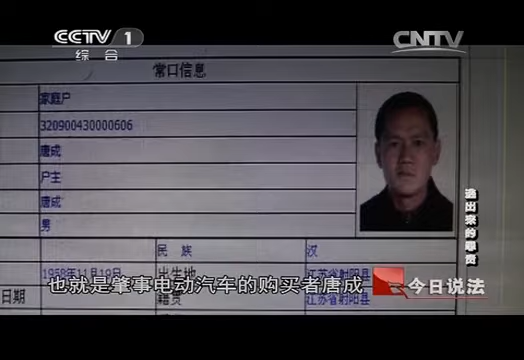 CCTV 1
综合
CNTV
常口信息
家庭户
320900430000606
唐成
户主
唐成
男
民 族
汉
1958年11月19日
出生地
江苏省射阳县
日期
籍贯
江苏省射阳县
也就是肇事电动汽车的购买者唐成
今日说法
逃出来的罪责